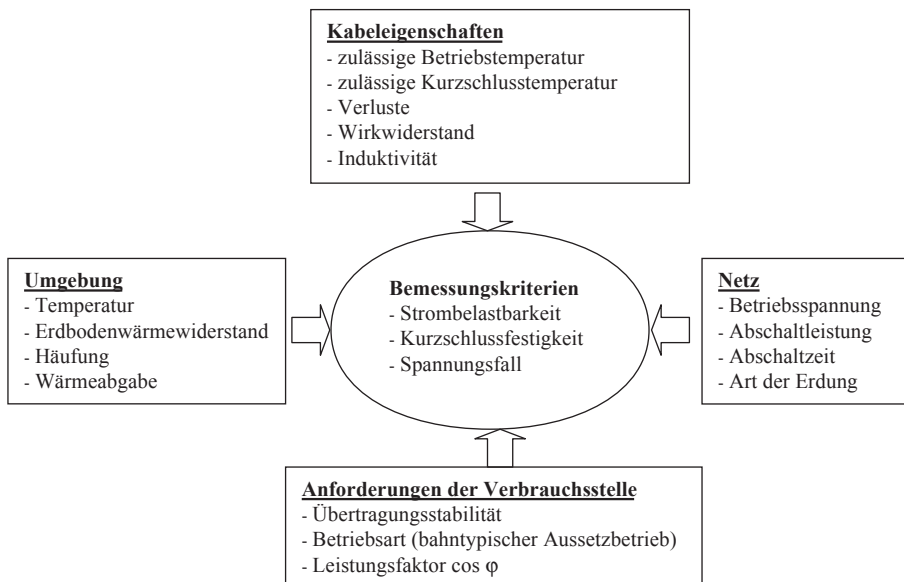 Kabeleigenschaften
- zulässige Betriebstemperatur
- zulässige Kurzschlusstemperatur
- Verluste
- Wirkwiderstand
- Induktivität
Umgebung
- Temperatur
- Erdbodenwärmewiderstand
- Häufung
- Wärmeabgabe
Bemessungskriterien
- Strombelastbarkeit
- Kurzschlussfestigkeit
- Spannungsfall
Netz
- Betriebsspannung
- Abschaltleistung
- Abschaltzeit
- Art der Erdung
Anforderungen der Verbrauchsstelle
- Übertragungsstabilität
- Betriebsart (bahntypischer Aussetzbetrieb)
- Leistungsfaktor cos φ